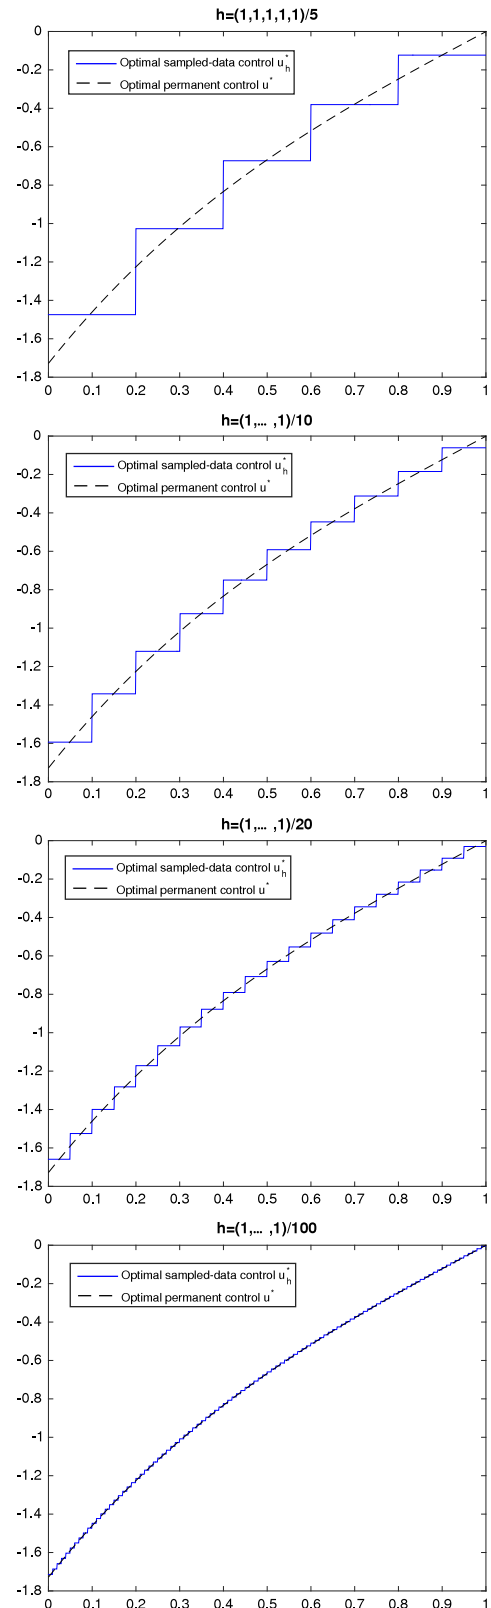 h=(1,1,1,1,1)/5
0
-0.2
-0.4
-0.6
-0.8
-1
-1.2
-1.4
-1.6
-1.8
Optimal sampled-data control u_h^*
Optimal permanent control u^*
0 0.1 0.2 0.3 0.4 0.5 0.6 0.7 0.8 0.9 1
h=(1,... ,1)/10
0
-0.2
-0.4
-0.6
-0.8
-1
-1.2
-1.4
-1.6
-1.8
Optimal sampled-data control u_h^*
Optimal permanent control u^*
0 0.1 0.2 0.3 0.4 0.5 0.6 0.7 0.8 0.9 1
h=(1,... ,1)/20
0
-0.2
-0.4
-0.6
-0.8
-1
-1.2
-1.4
-1.6
-1.8
Optimal sampled-data control u_h^*
Optimal permanent control u^*
0 0.1 0.2 0.3 0.4 0.5 0.6 0.7 0.8 0.9 1
h=(1,... ,1)/100
0
-0.2
-0.4
-0.6
-0.8
-1
-1.2
-1.4
-1.6
-1.8
Optimal sampled-data control u_h^*
Optimal permanent control u^*
0 0.1 0.2 0.3 0.4 0.5 0.6 0.7 0.8 0.9 1